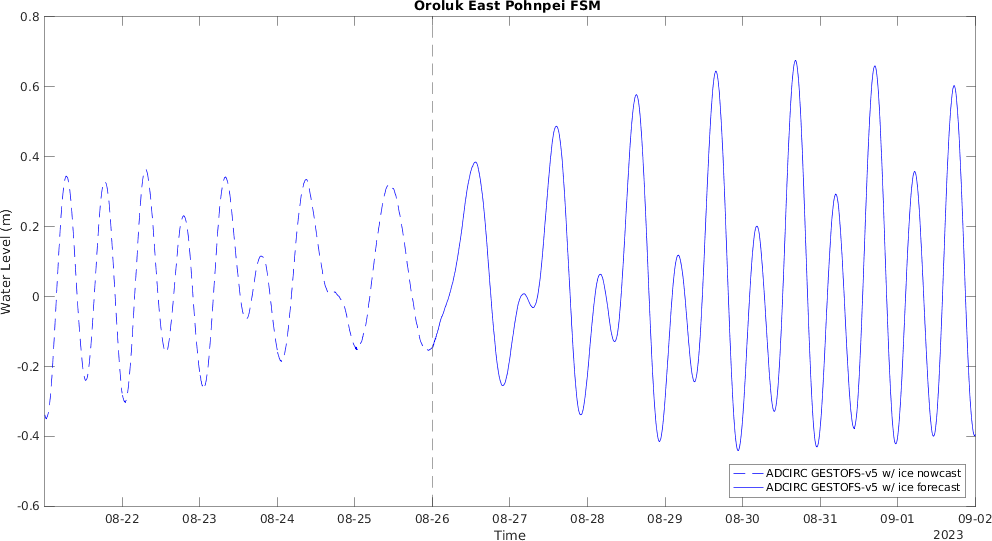 Oroluk East Pohnpei FSM
Water Level (m)
0.8
0.6
0.4
0.2
0
-0.2
-0.4
-0.6
ADCIRC GESTOFS-v5 w/ ice nowcast
ADCIRC GESTOFS-v5 w/ ice forecast
08-22 08-23 08-24 08-25 08-26 08-27 08-28 08-29 08-30 08-31 09-01 09-02
Time
2023